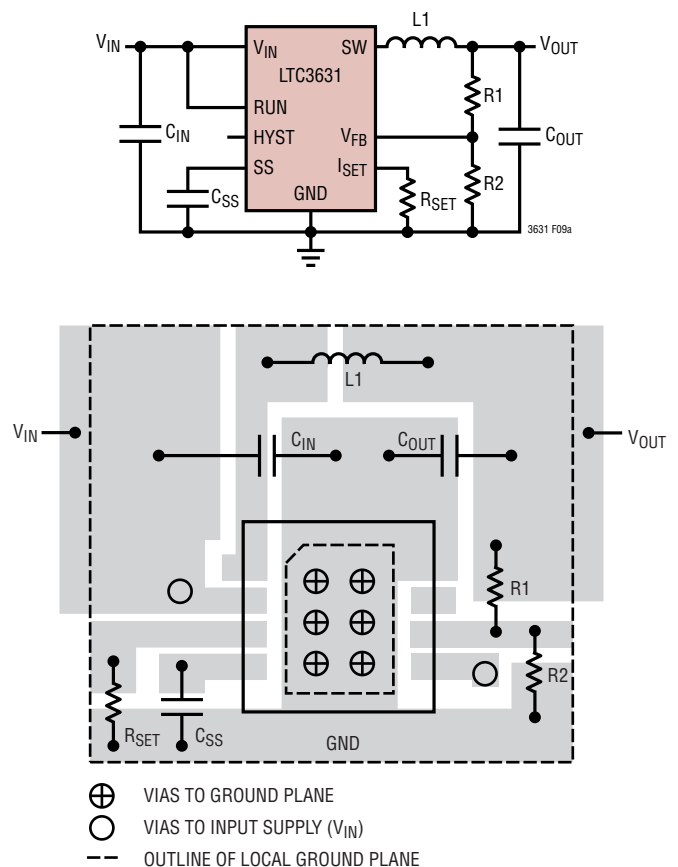 L1
VIN
VIN
SW
VOUT
LTC3631
R1
RUN
CIN
HYST
VFB
COUT
SS
ISET
R2
CSS
GND
RSET
3631 F09a
L1
VIN
CIN
COUT
VOUT
R1
R2
RSET
CSS
GND
VIAS TO GROUND PLANE
VIAS TO INPUT SUPPLY (VIN)
OUTLINE OF LOCAL GROUND PLANE